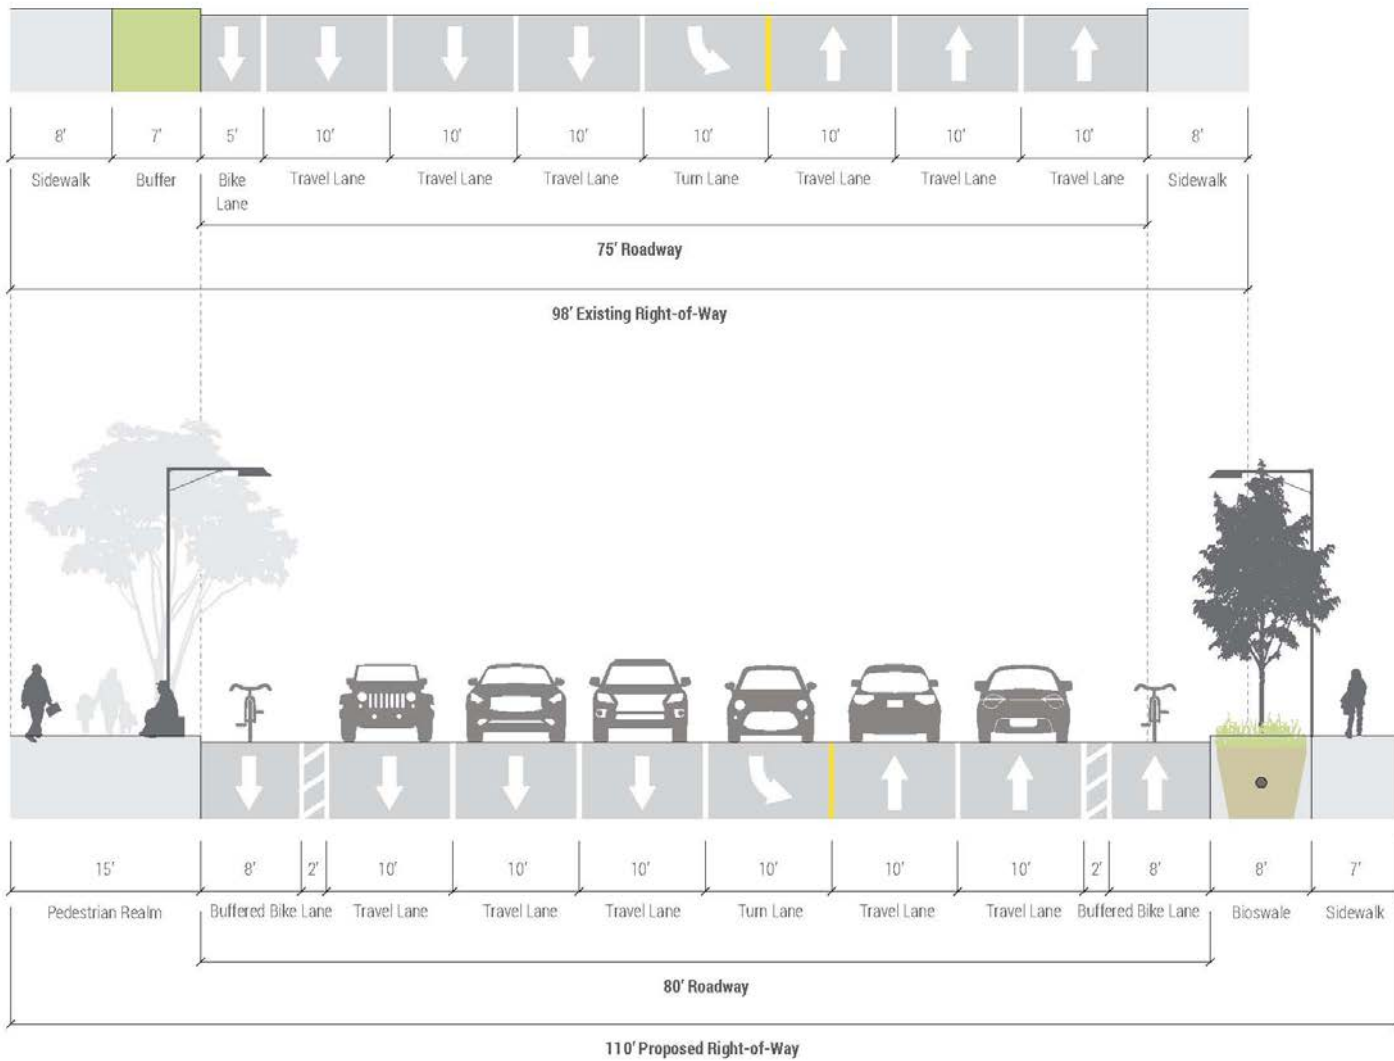 8' 7' 5' 10' 10' 10' 10' 10' 10' 10' 8'
Sidewalk Buffer Bike Travel Lane Travel Lane Travel Lane Turn Lane Travel Lane Travel Lane Travel Lane Sidewalk
Lane
75' Roadway
98' Existing Right-of-Way
15' 8' 2' 10' 10' 10' 10' 10' 10' 2' 8' 8' 7'
Pedestrian Realm Buffered Bike Lane Travel Lane Travel Lane Travel Lane Turn Lane Travel Lane Travel Lane Buffered Bike Lane Bioswale Sidewalk
80' Roadway
110' Proposed Right-of-Way